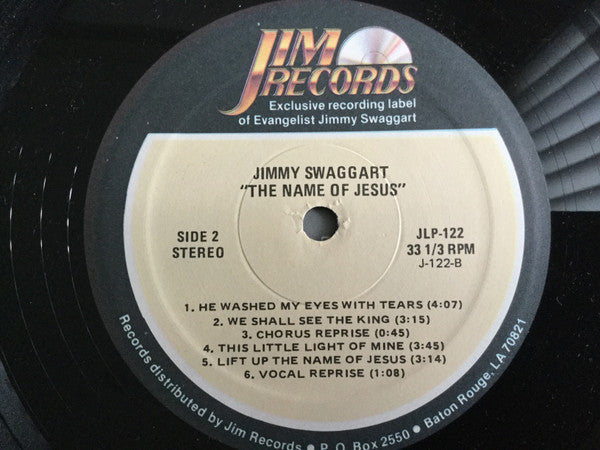 JIM
RECORDS
Exclusive recording label
of Evangelist Jimmy Swaggart
JIMMY SWAGGART
"THE NAME OF JESUS"
SIDE 2
STEREO
JLP-122
33 1/3 RPM
J-122-B
1. HE WASHED MY EYES WITH TEARS (4:07)
2. WE SHALL SEE THE KING (3:15)
3. CHORUS REPRISE (0:45)
4. THIS LITTLE LIGHT OF MINE (3:45)
5. LIFT UP THE NAME OF JESUS (3:14)
6. VOCAL REPRISE (1:08)
Records distributed by Jim Records • P. O. Box 2550 • Baton Rouge, LA 70821